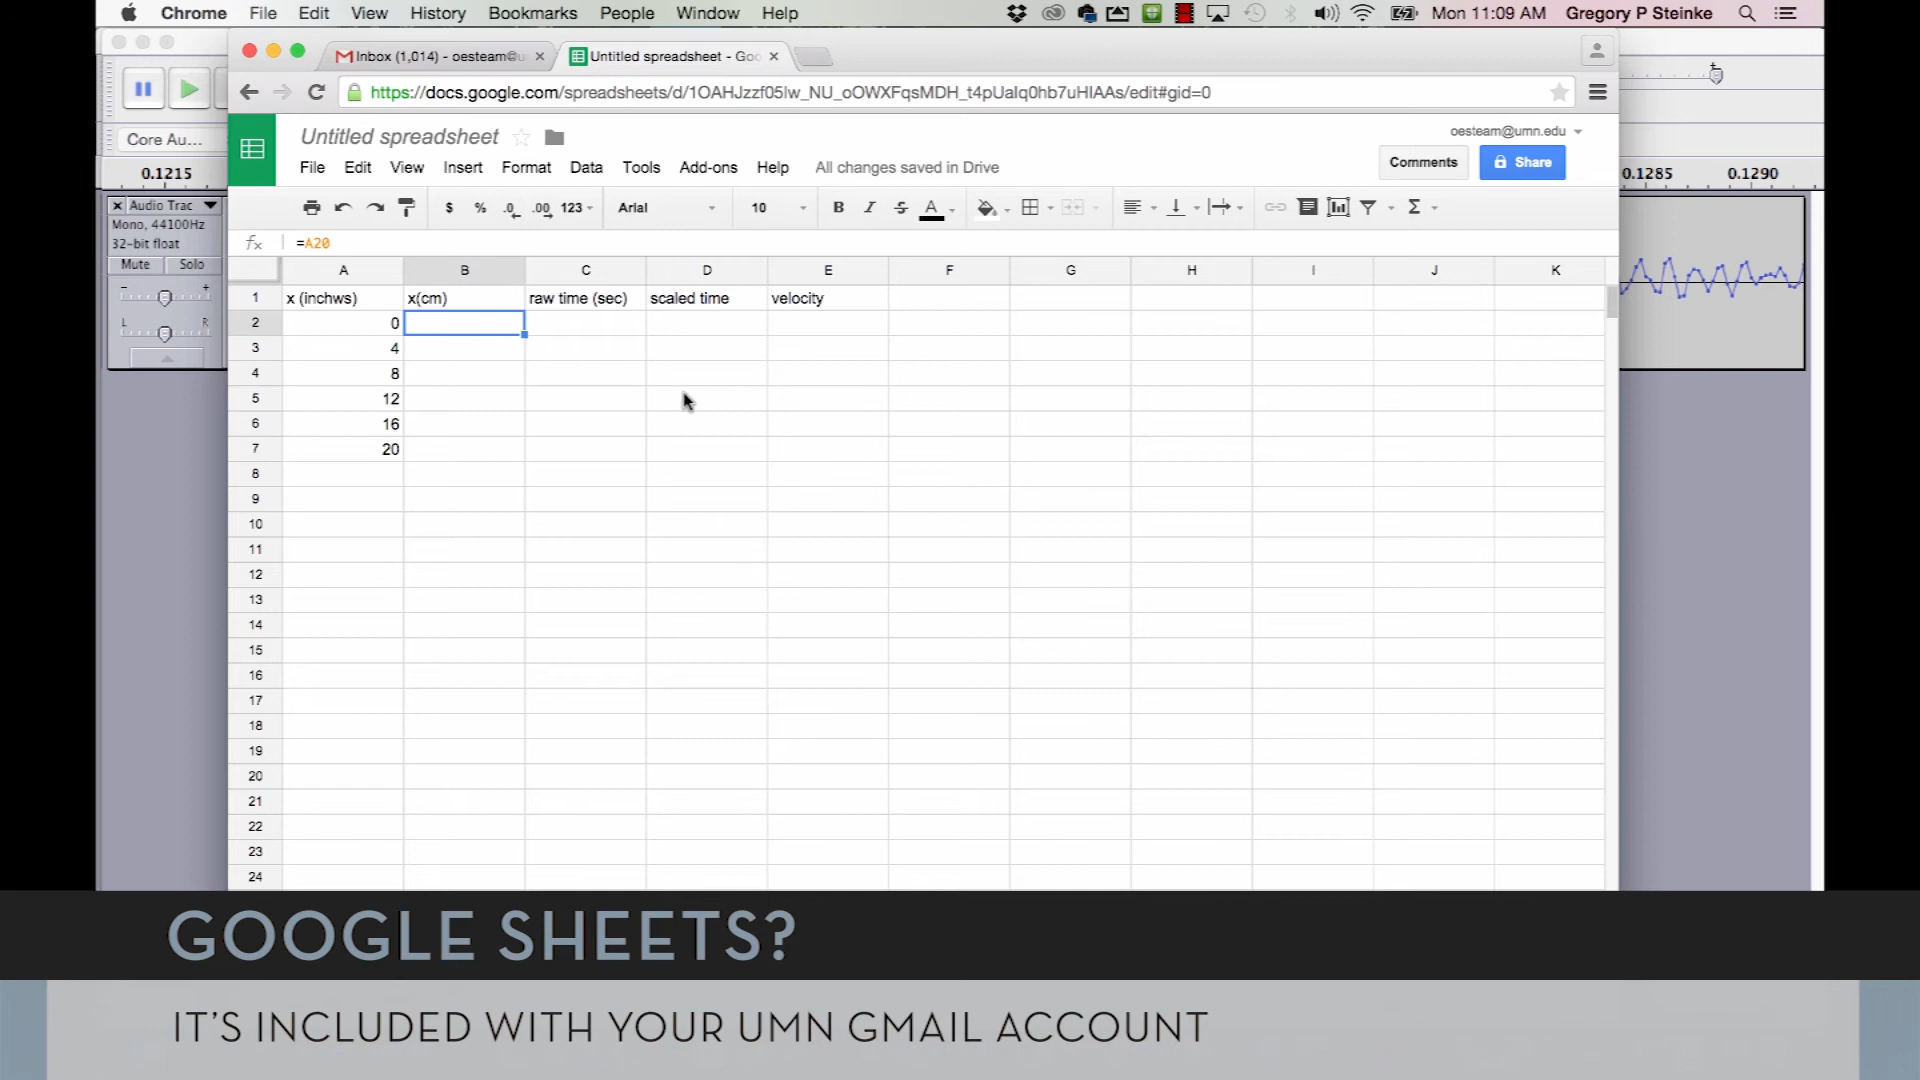 Chrome File Edit View History Bookmarks People Window Help Mon 11:09 AM Gregory P Steinke
Inbox (1,014) - oesteam@u
Untitled spreadsheet - Goo
https://docs.google.com/spreadsheets/d/1OAHJzzf05lw_NU_oOWXFqsMDH_t4pUalq0hb7uHlAAs/edit#gid=0
Core Au...
Untitled spreadsheet
oesteam@umn.edu
File Edit View Insert Format Data Tools Add-ons Help All changes saved in Drive
Comments Share
0.1215 0.1285 0.1290
$ % .0 .00 123 Arial 10 B I S A Σ
Audio Trac
Mono, 44100Hz
32-bit float
Mute Solo
- +
L R
fx =A20
A B C D E F G H I J K
1 x (inchws) x(cm) raw time (sec) scaled time velocity
2 0
3 4
4 8
5 12
6 16
7 20
8
9
10
11
12
13
14
15
16
17
18
19
20
21
22
23
24
GOOGLE SHEETS?
IT'S INCLUDED WITH YOUR UMN GMAIL ACCOUNT